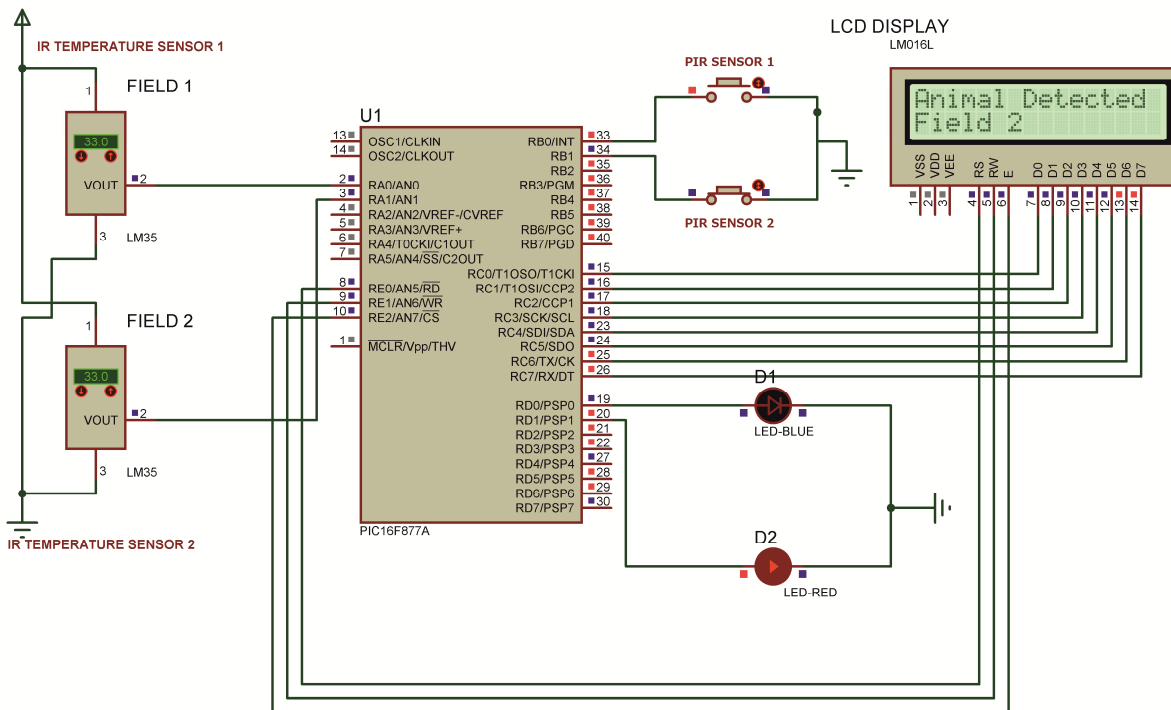 IR TEMPERATURE SENSOR 1
FIELD 1
1
33.0
VOUT
2
3
LM35
FIELD 2
1
33.0
VOUT
2
3
LM35
IR TEMPERATURE SENSOR 2
U1
13 OSC1/CLKIN
14 OSC2/CLKOUT
2 RA0/AN0
3 RA1/AN1
4 RA2/AN2/VREF-/CVREF
5 RA3/AN3/VREF+
6 RA4/T0CKI/C1OUT
7 RA5/AN4/SS/C2OUT
8 RE0/AN5/RD
9 RE1/AN6/WR
10 RE2/AN7/CS
1 MCLR/Vpp/THV
RB0/INT 33
RB1 34
RB2 35
RB3/PGM 36
RB4 37
RB5 38
RB6/PGC 39
RB7/PGD 40
RC0/T1OSO/T1CKI 15
RC1/T1OSI/CCP2 16
RC2/CCP1 17
RC3/SCK/SCL 18
RC4/SDI/SDA 23
RC5/SDO 24
RC6/TX/CK 25
RC7/RX/DT 26
RD0/PSP0 19
RD1/PSP1 20
RD2/PSP2 21
RD3/PSP3 22
RD4/PSP4 27
RD5/PSP5 28
RD6/PSP6 29
RD7/PSP7 30
PIC16F877A
PIR SENSOR 1
PIR SENSOR 2
LCD DISPLAY
LM016L
Animal Detected
Field 2
VSS VDD VEE RS RW E D0 D1 D2 D3 D4 D5 D6 D7
1 2 3 4 5 6 7 8 9 10 11 12 13 14
D1
LED-BLUE
D2
LED-RED